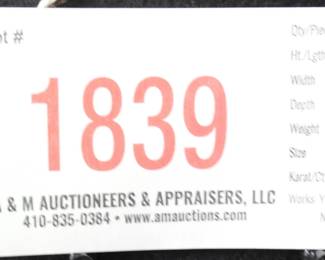 ot #
1839
& M AUCTIONEERS & APPRAISERS, LLC
410-835-0384 • www.amauctions.com
Qty/Pie
Ht./Lgth
Width
Depth
Weight
Size
Karat/Ct
Works Y
N